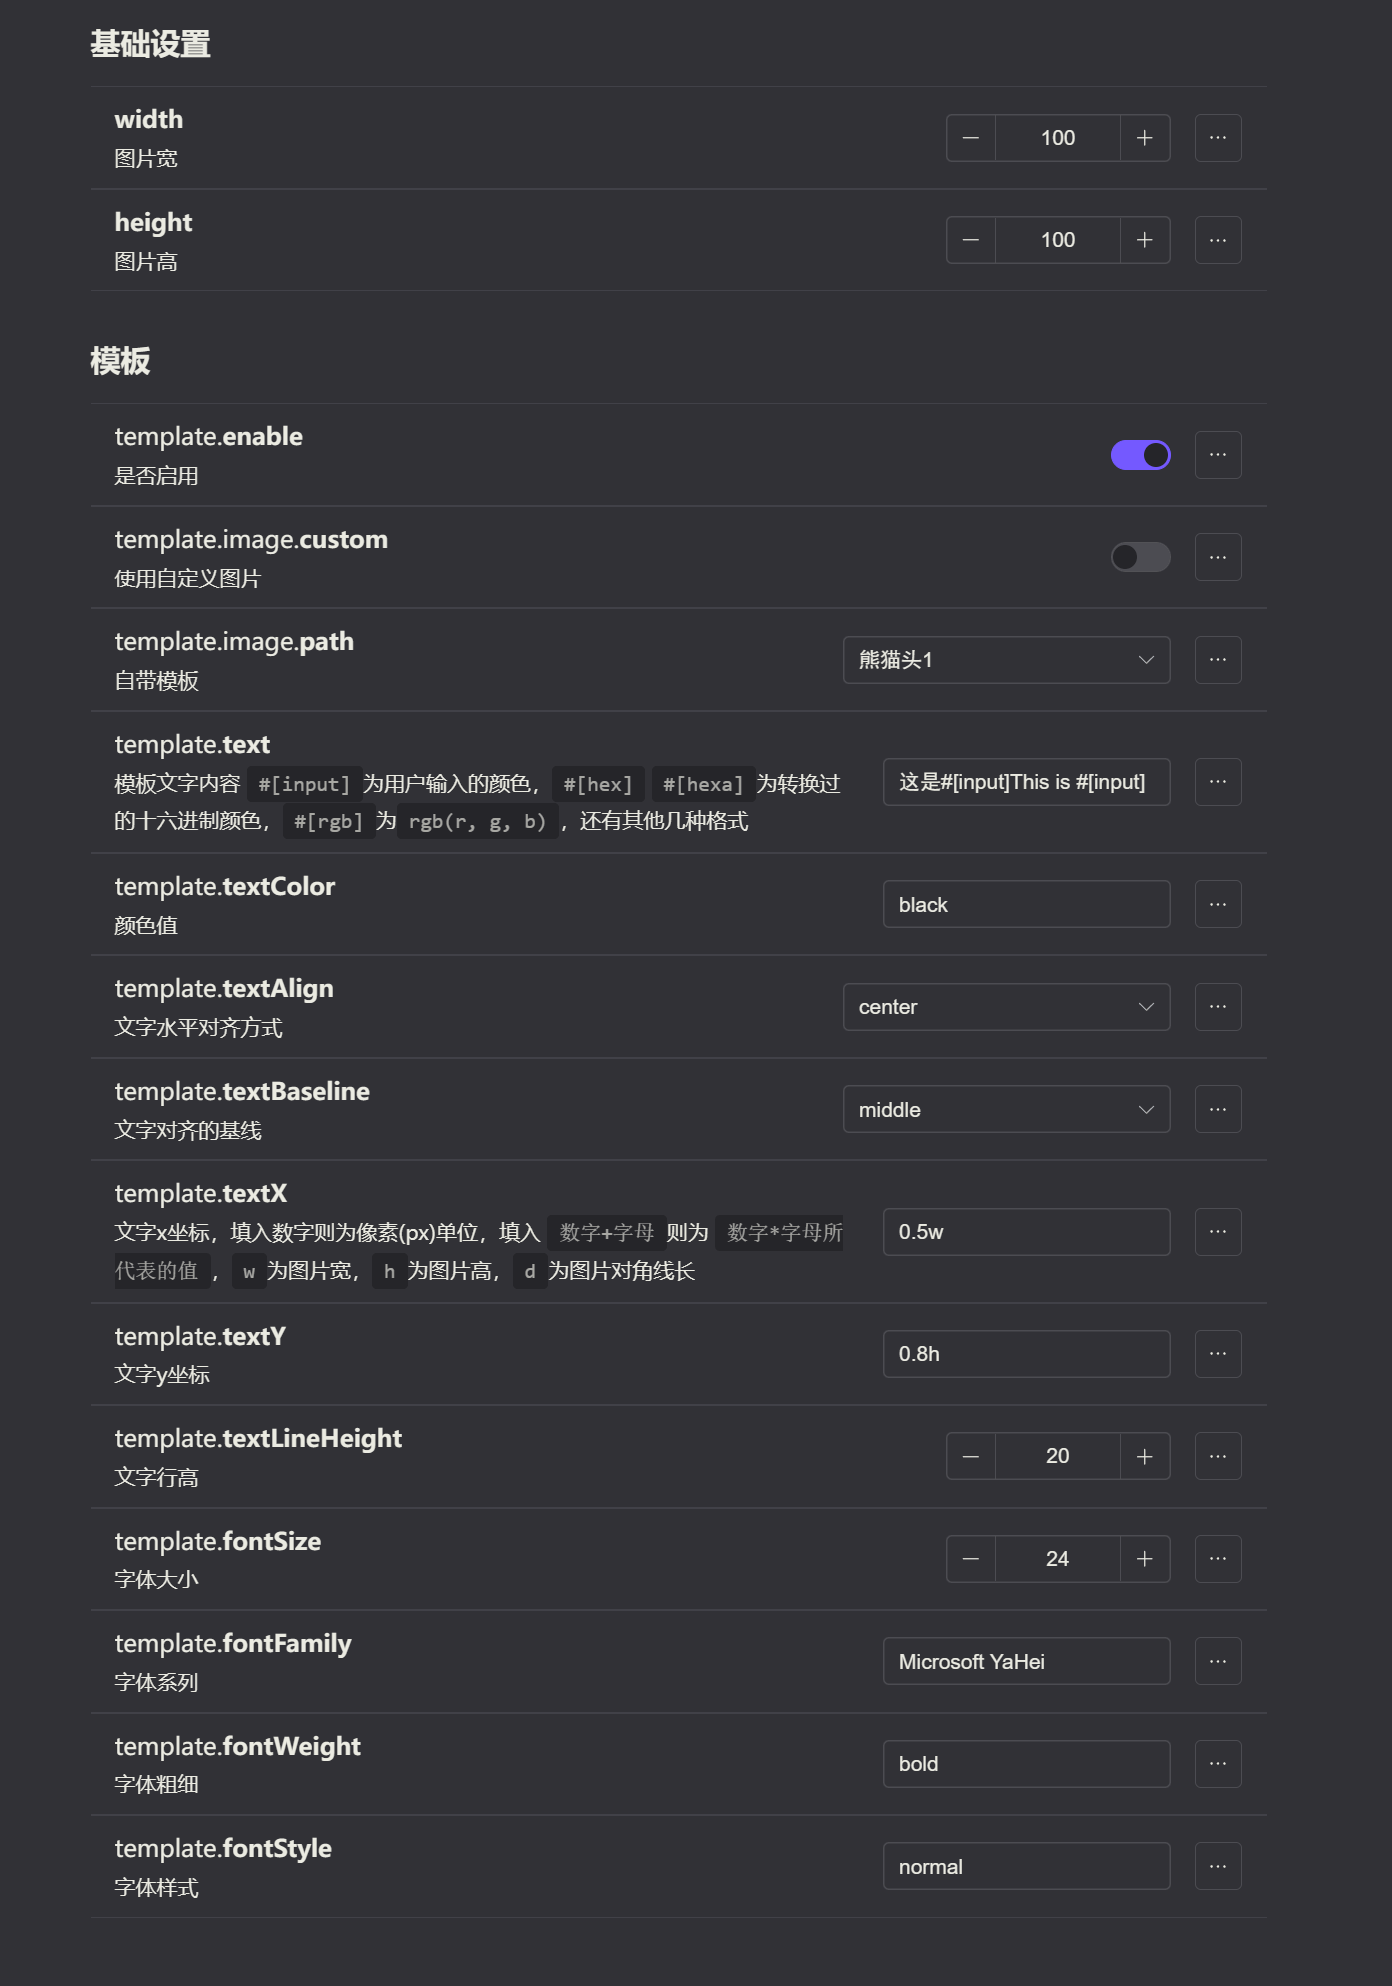 基础设置
width
图片宽
100
height
图片高
100
模板
template.enable
是否启用
template.image.custom
使用自定义图片
template.image.path
自带模板
熊猫头1
template.text
模板文字内容 #[input] 为用户输入的颜色，#[hex] #[hexa] 为转换过
的十六进制颜色，#[rgb] 为 rgb(r, g, b)，还有其他几种格式
这是#[input]This is #[input]
template.textColor
颜色值
black
template.textAlign
文字水平对齐方式
center
template.textBaseline
文字对齐的基线
middle
template.textX
文字x坐标，填入数字则为像素(px)单位，填入 数字+字母 则为 数字*字母所
代表的值，w 为图片宽，h 为图片高，d 为图片对角线长
0.5w
template.textY
文字y坐标
0.8h
template.textLineHeight
文字行高
20
template.fontSize
字体大小
24
template.fontFamily
字体系列
Microsoft YaHei
template.fontWeight
字体粗细
bold
template.fontStyle
字体样式
normal